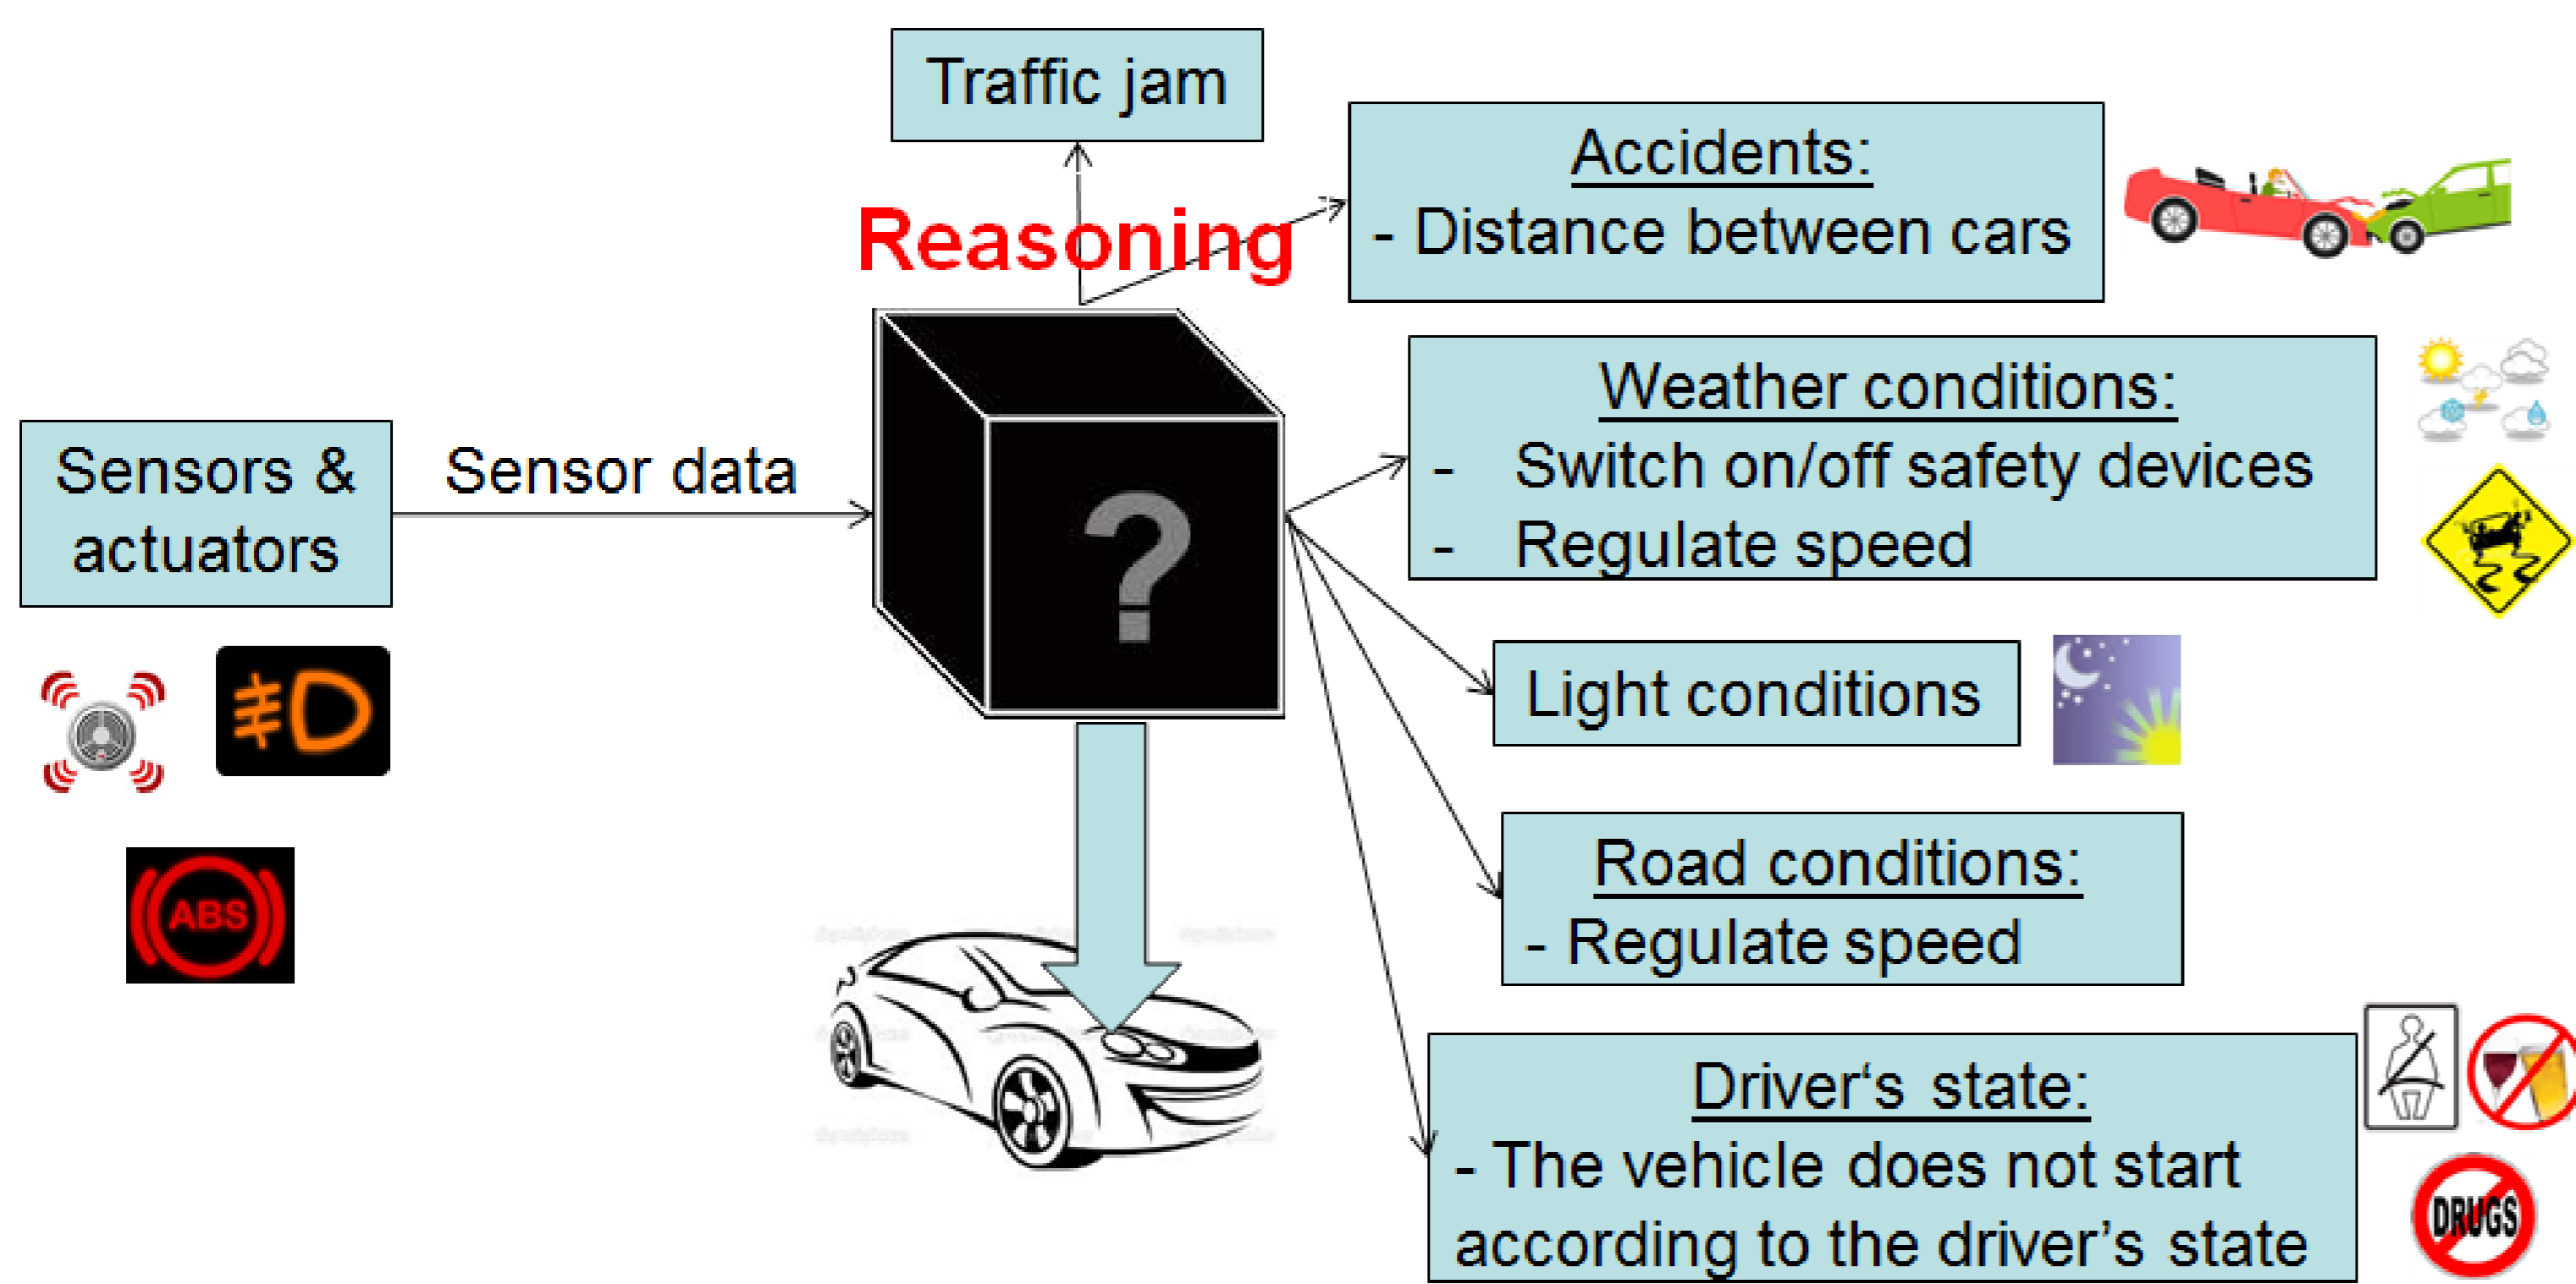 Traffic jam
Accidents:
- Distance between cars
Reasoning
Weather conditions:
- Switch on/off safety devices
- Regulate speed
Sensors &
actuators
Sensor data
?
Light conditions
ABS
Road conditions:
- Regulate speed
Driver‘s state:
- The vehicle does not start
according to the driver’s state
DRUGS